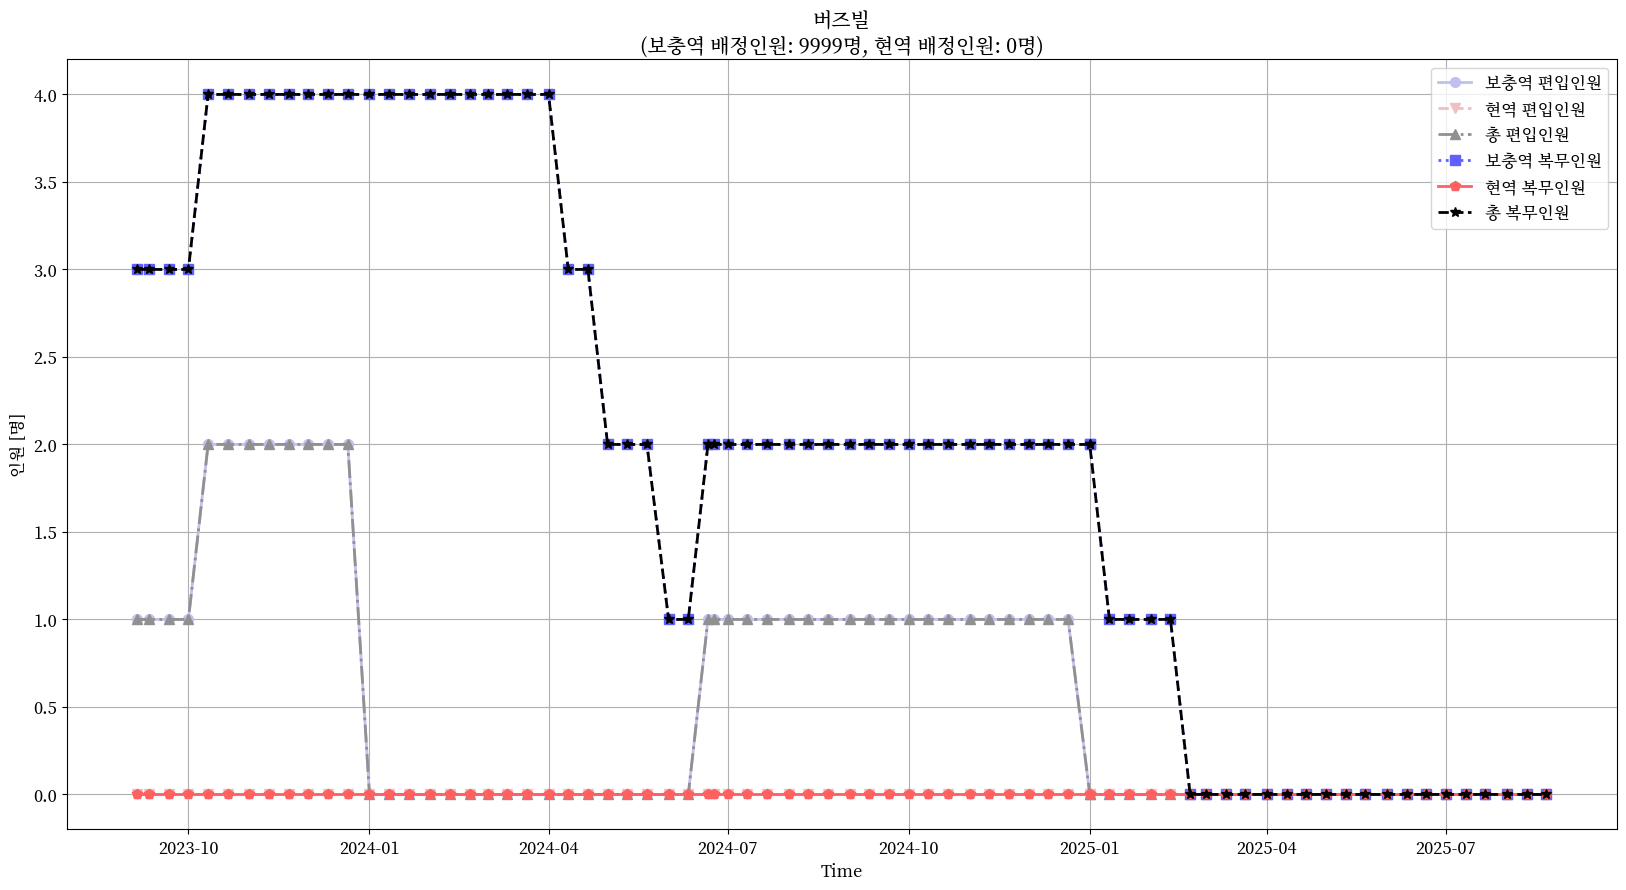 버즈빌
(보충역 배정인원: 9999명, 현역 배정인원: 0명)
보충역 편입인원
현역 편입인원
총 편입인원
보충역 복무인원
현역 복무인원
총 복무인원
인원 [명]
4.0
3.5
3.0
2.5
2.0
1.5
1.0
0.5
0.0
2023-10
2024-01
2024-04
2024-07
2024-10
2025-01
2025-04
2025-07
Time